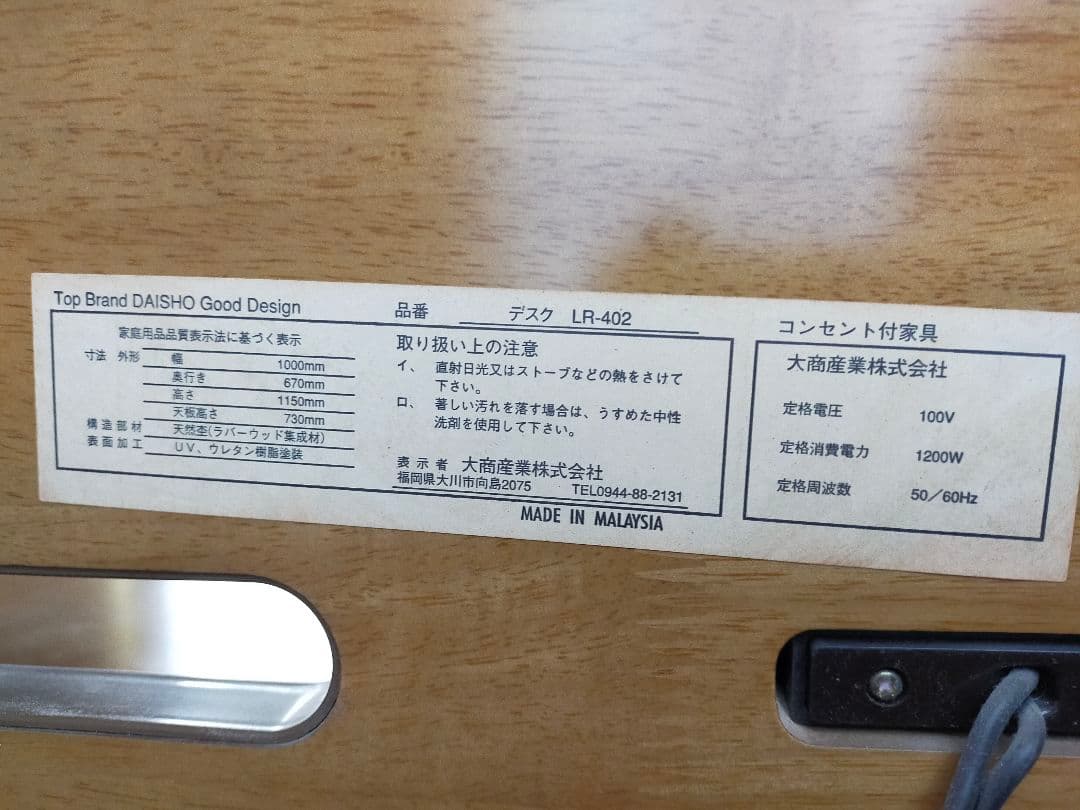 Top Brand DAISHO Good Design
家庭用品品質表示法に基づく表示
寸法 外形 幅 1000mm
奥行き 670mm
高さ 1150mm
天板高さ 730mm
構造部材 天然杢(ラバーウッド集成材)
表面加工 UV、ウレタン樹脂塗装
品番 デスク LR-402
取り扱い上の注意
イ、直射日光又はストーブなどの熱をさけて
下さい。
ロ、著しい汚れを落す場合は、うすめた中性
洗剤を使用して下さい。
表示者 大商産業株式会社
福岡県大川市向島2075 TEL0944-88-2131
MADE IN MALAYSIA
コンセント付家具
大商産業株式会社
定格電圧 100V
定格消費電力 1200W
定格周波数 50/60Hz